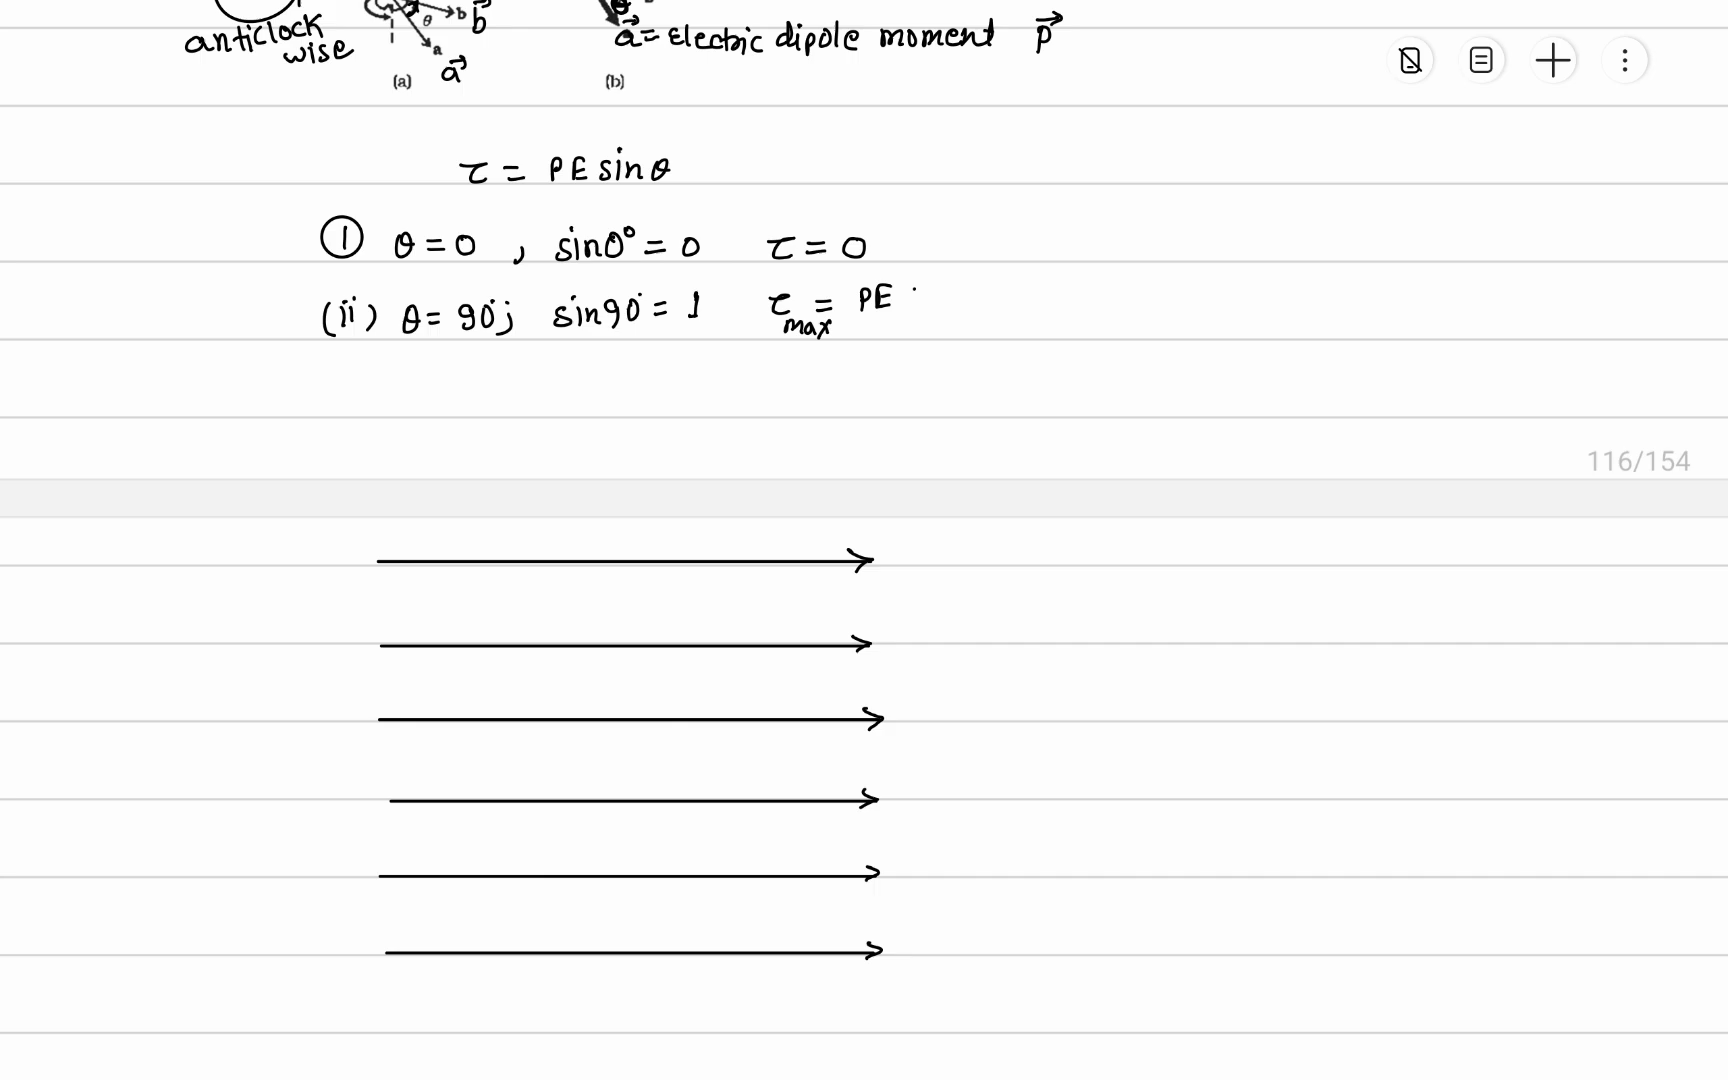 anticlock
wise
θ b b⃗
a a⃗
(a)
a⃗ = Electric dipole moment p⃗
(b)
τ = PE sinθ
① θ = 0 , sin0° = 0 τ = 0
(ii) θ = 90°; sin90° = 1 τmax = PE
116/154